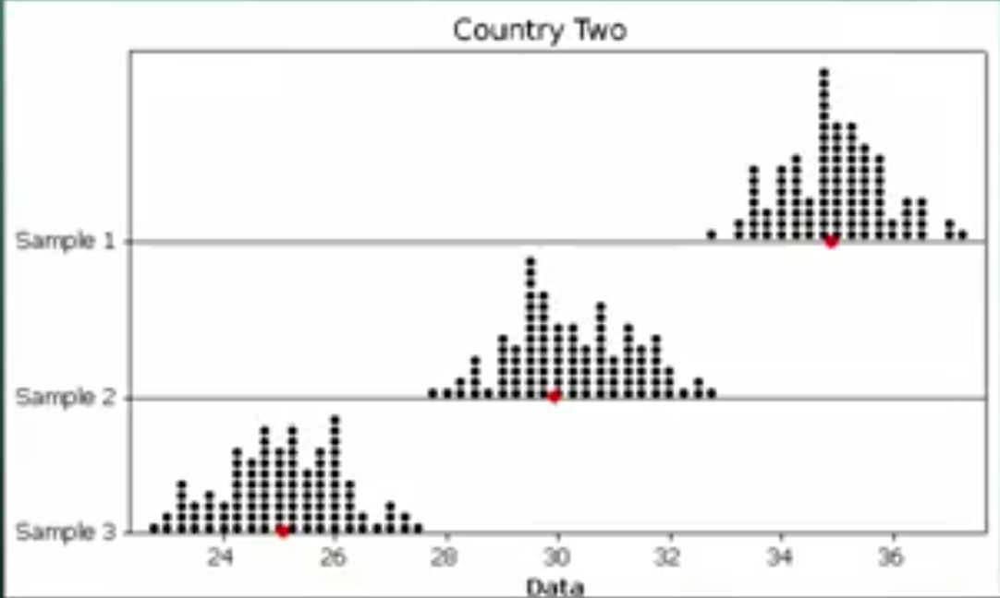 Country Two
Sample 1
Sample 2
Sample 3
24 26 28 30 32 34 36
Data